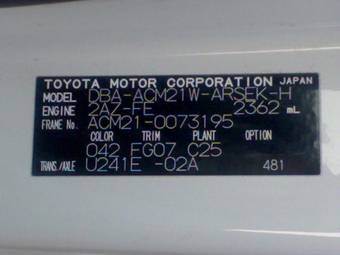 TOYOTA MOTOR CORPORATION JAPAN
MODEL DBA-ACM21W-ARSEK-H
ENGINE 2AZ-FE 2362 mL
FRAME No. ACM21-0073195
COLOR TRIM PLANT OPTION
042 FG07 C25
TRANS./AXLE U241E -02A 481